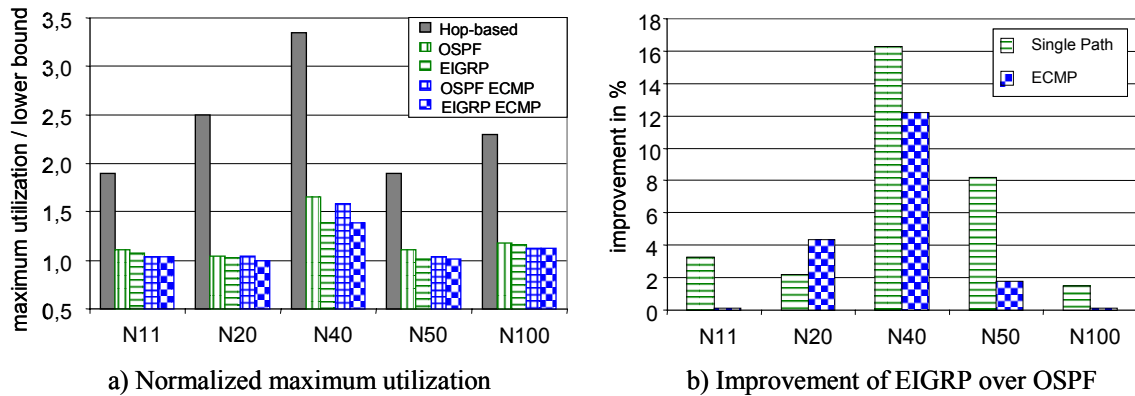 maximum utilization / lower bound
3,5
3,0
2,5
2,0
1,5
1,0
0,5
Hop-based
OSPF
EIGRP
OSPF ECMP
EIGRP ECMP
N11 N20 N40 N50 N100
a) Normalized maximum utilization
improvement in %
18
16
14
12
10
8
6
4
2
0
Single Path
ECMP
N11 N20 N40 N50 N100
b) Improvement of EIGRP over OSPF